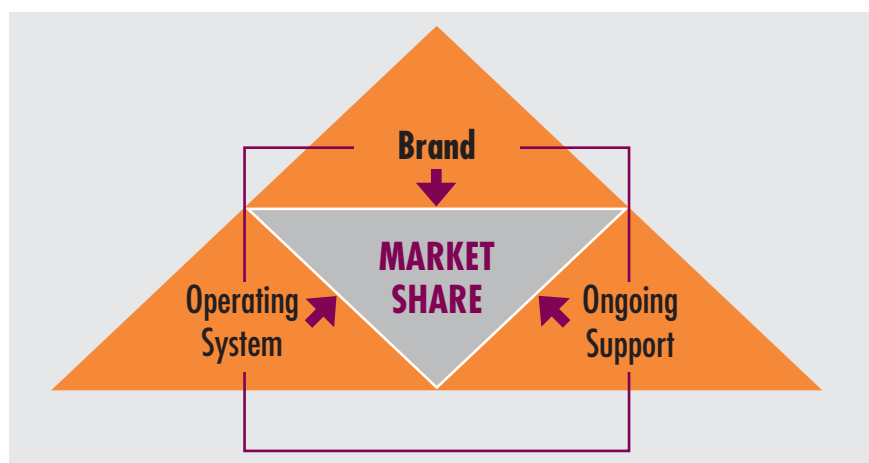 Brand
MARKET
SHARE
Operating
System
Ongoing
Support